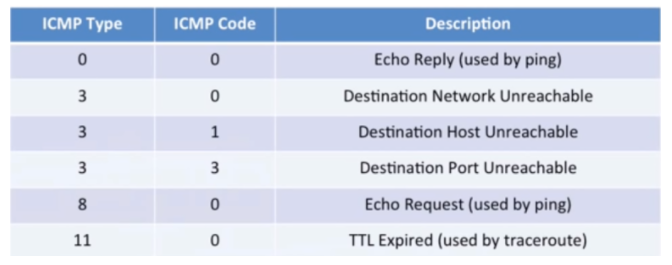 ICMP Type ICMP Code Description
0 0 Echo Reply (used by ping)
3 0 Destination Network Unreachable
3 1 Destination Host Unreachable
3 3 Destination Port Unreachable
8 0 Echo Request (used by ping)
11 0 TTL Expired (used by traceroute)